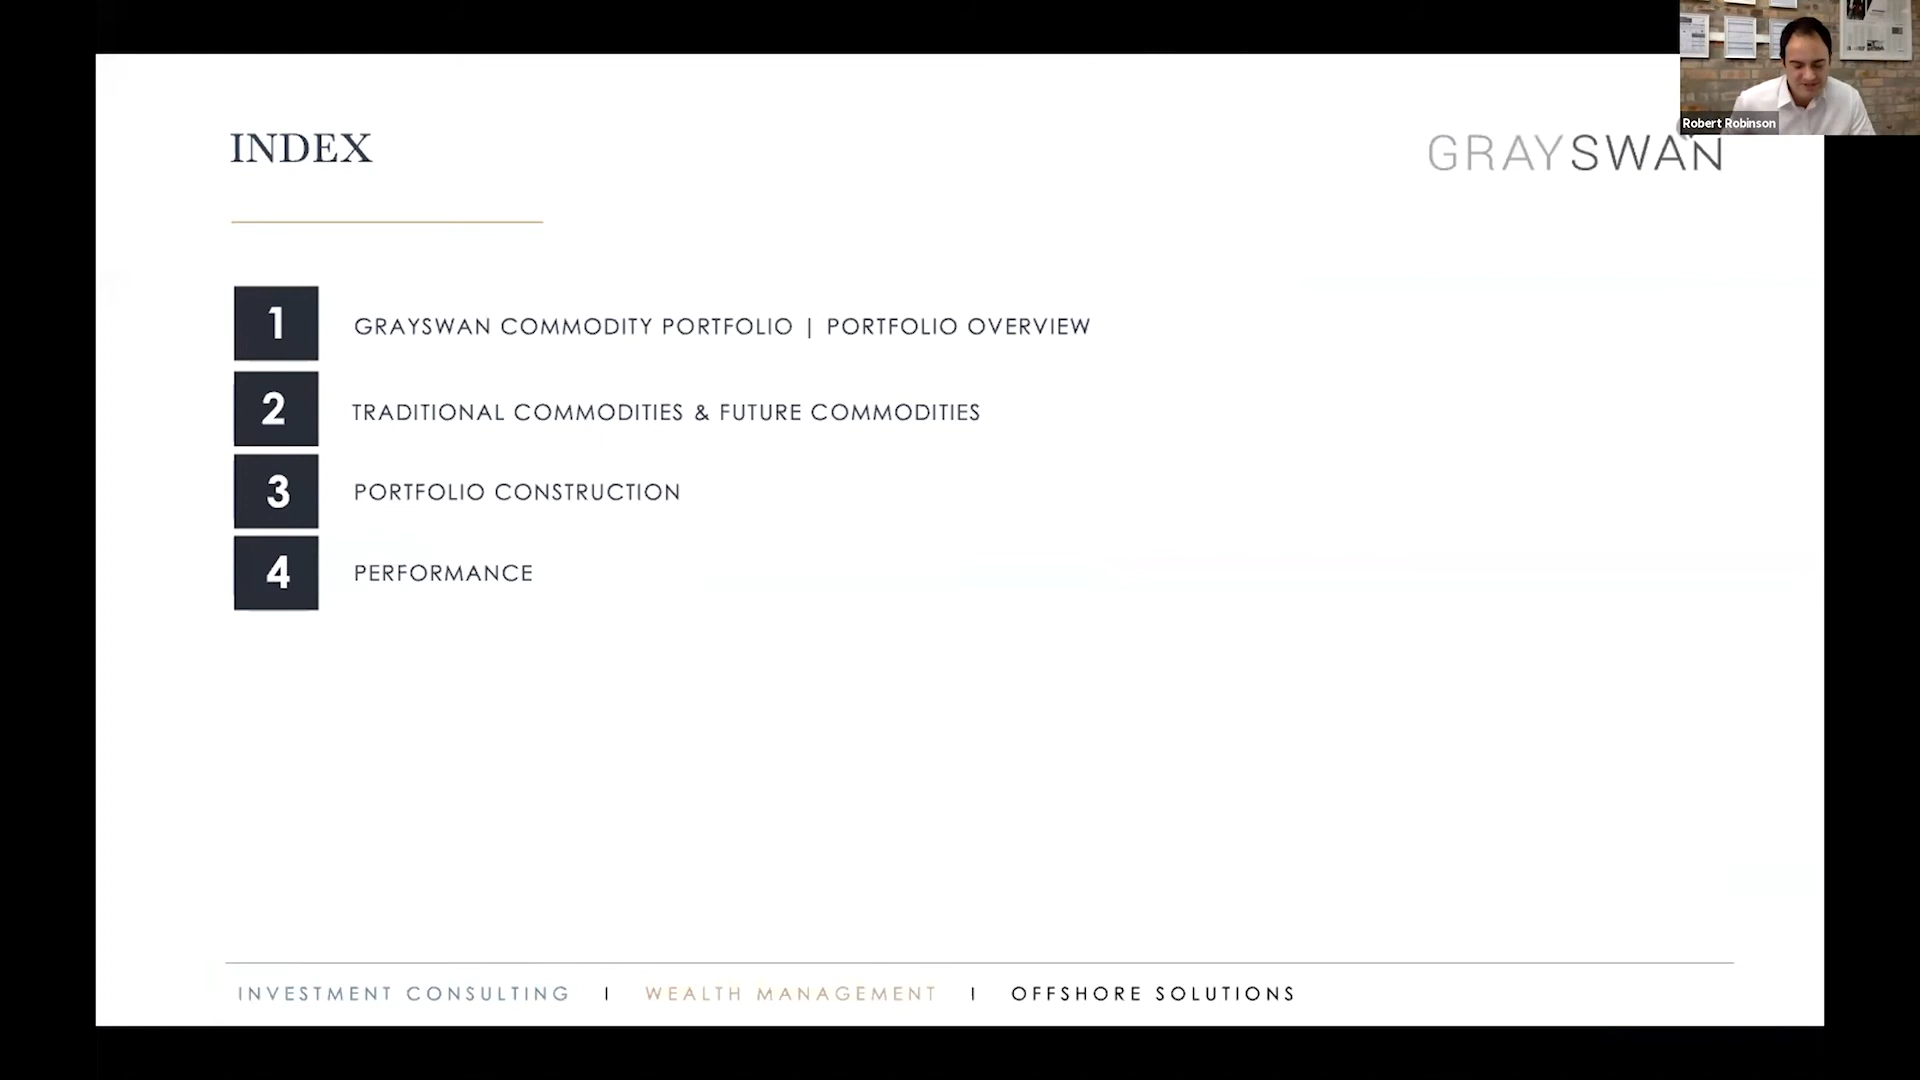 INDEX
GRAYSWAN
Robert Robinson
1 GRAYSWAN COMMODITY PORTFOLIO | PORTFOLIO OVERVIEW
2 TRADITIONAL COMMODITIES & FUTURE COMMODITIES
3 PORTFOLIO CONSTRUCTION
4 PERFORMANCE
INVESTMENT CONSULTING I WEALTH MANAGEMENT I OFFSHORE SOLUTIONS